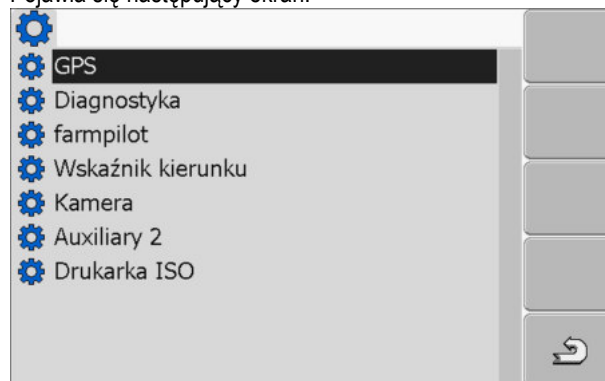 Pojawia się następujący ekran:
GPS
Diagnostyka
farmpilot
Wskaźnik kierunku
Kamera
Auxiliary 2
Drukarka ISO